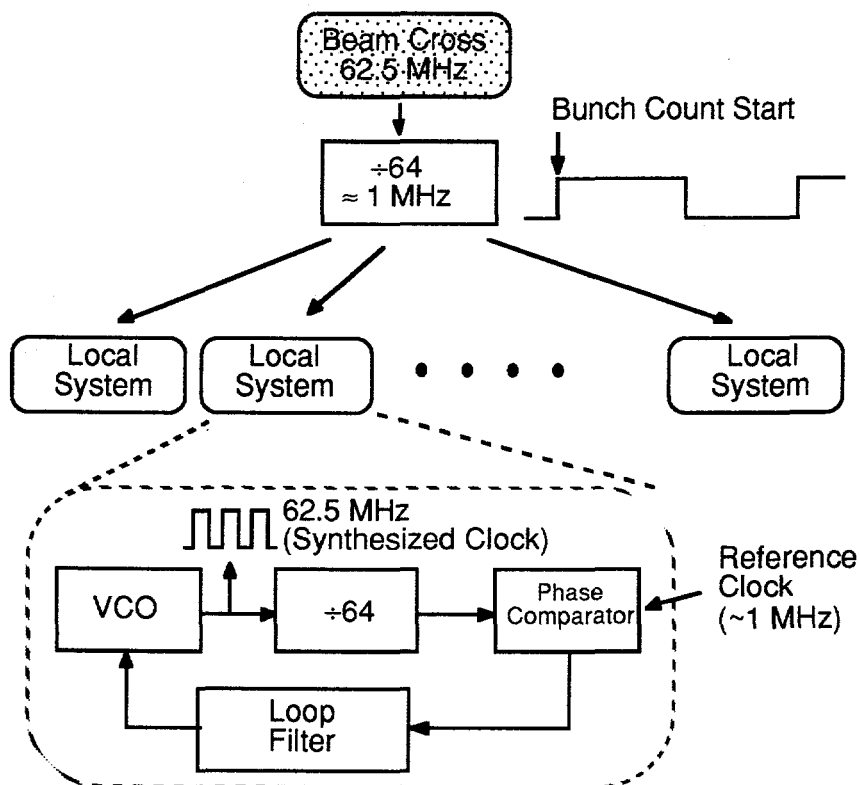 Beam Cross
62.5 MHz
Bunch Count Start
÷64
≈ 1 MHz
Local
System
Local
System
Local
System
62.5 MHz
(Synthesized Clock)
Reference
Clock
(~1 MHz)
VCO
÷64
Phase
Comparator
Loop
Filter